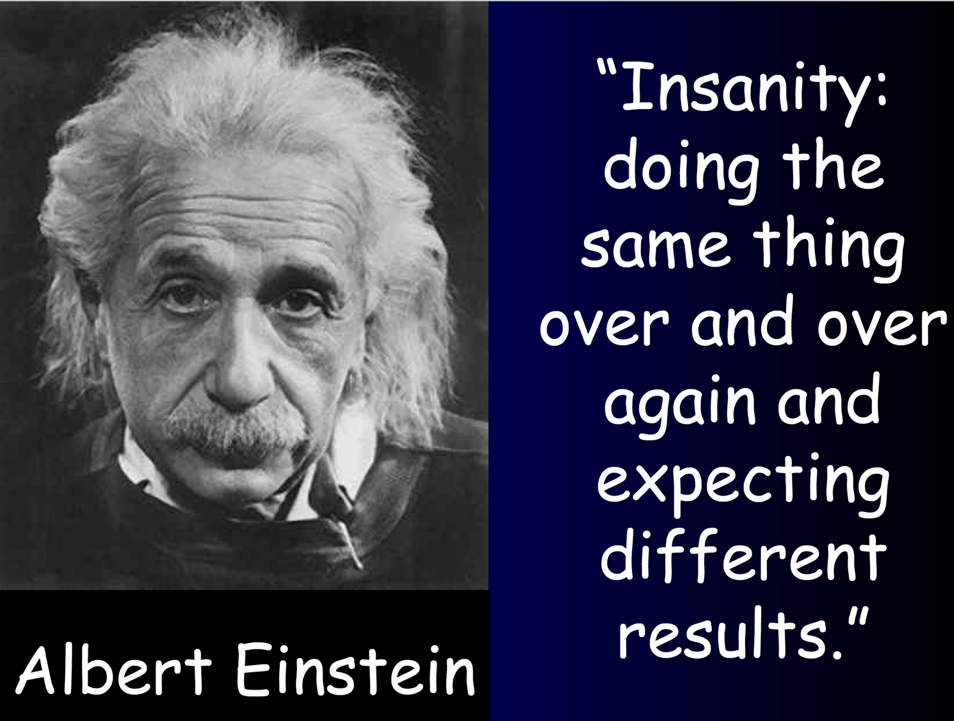 “Insanity:
doing the
same thing
over and over
again and
expecting
different
results.”
Albert Einstein